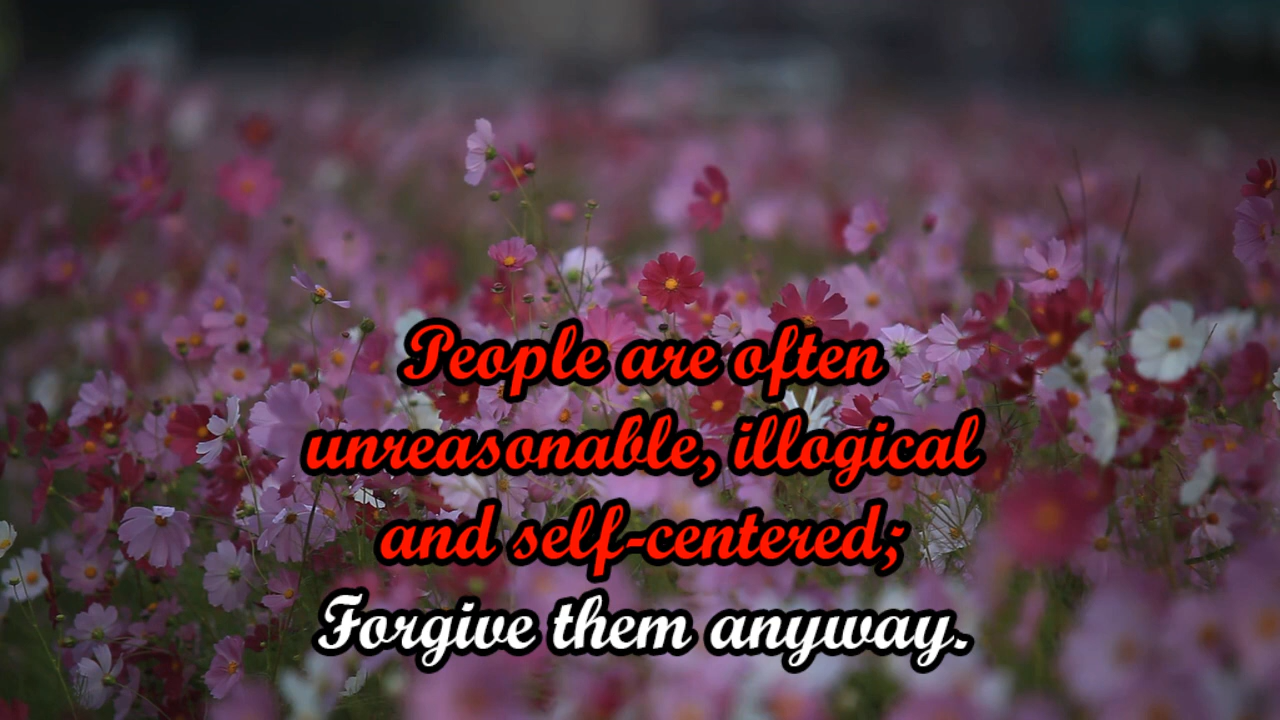 People are often
unreasonable, illogical
and self-centered;
Forgive them anyway.